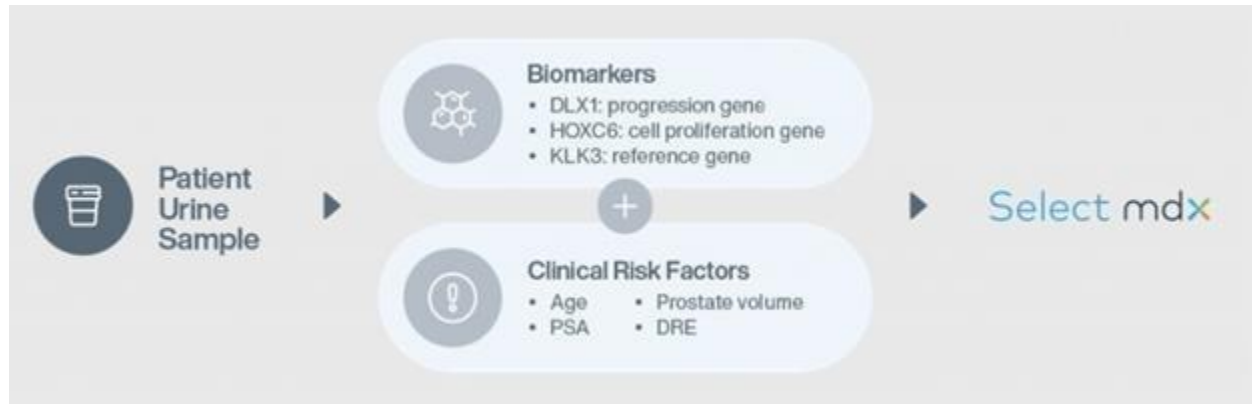 Patient
Urine
Sample
Biomarkers
• DLX1: progression gene
• HOXC6: cell proliferation gene
• KLK3: reference gene
+
Clinical Risk Factors
• Age • Prostate volume
• PSA • DRE
Select mdx